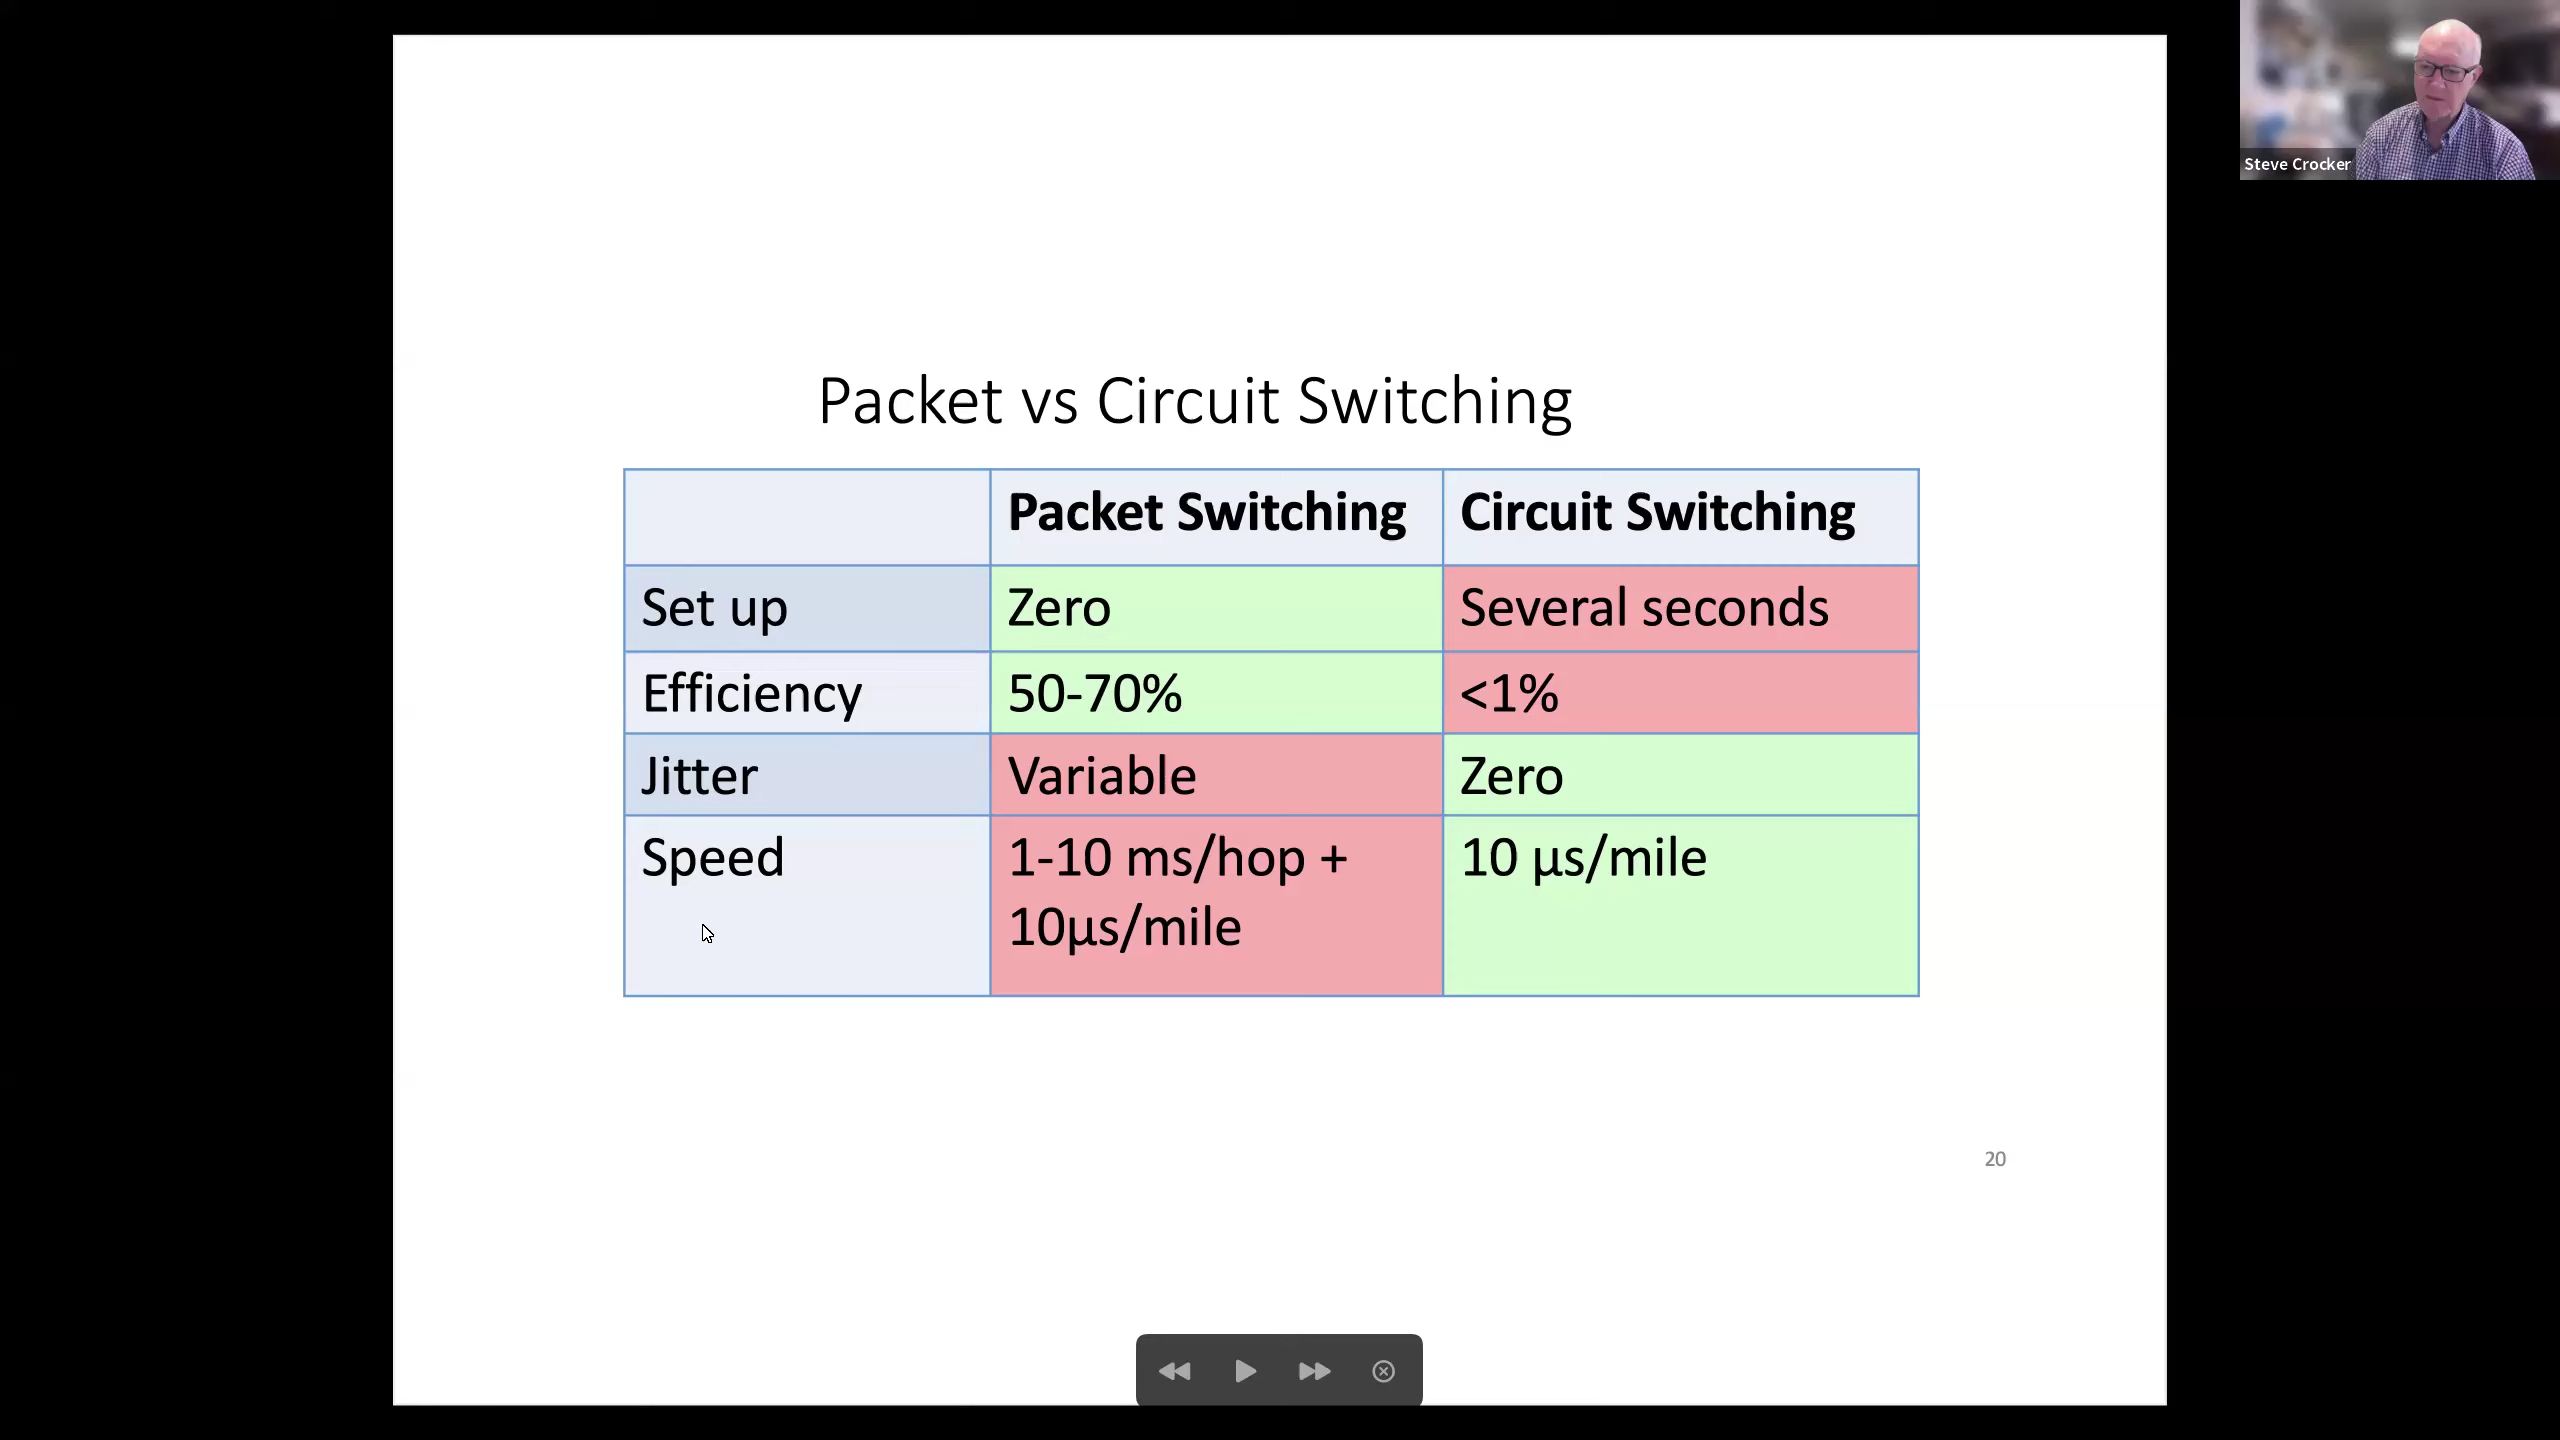 Steve Crocker
Packet vs Circuit Switching
Packet Switching Circuit Switching
Set up Zero Several seconds
Efficiency 50-70% <1%
Jitter Variable Zero
Speed 1-10 ms/hop + 10 µs/mile
10µs/mile
20